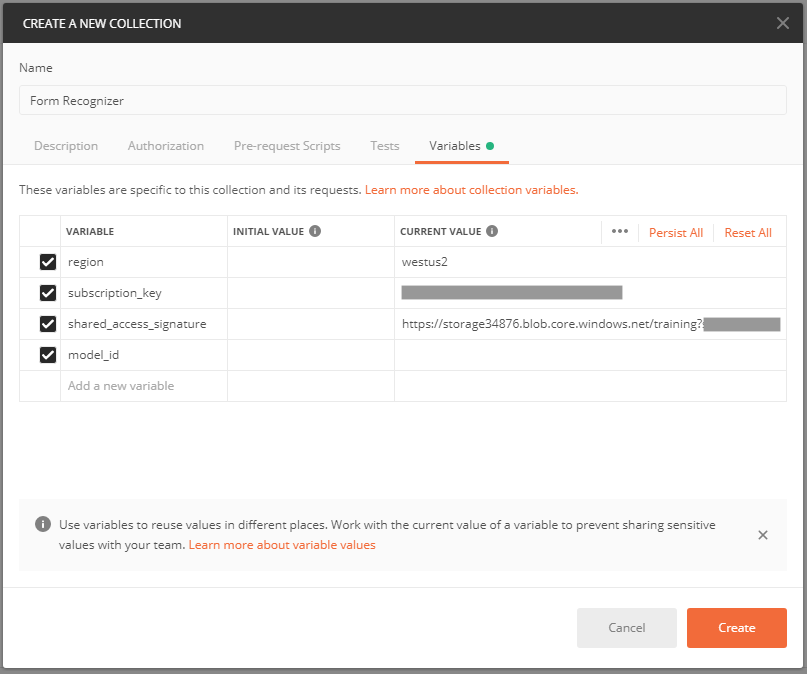 CREATE A NEW COLLECTION
Name
Form Recognizer
Description Authorization Pre-request Scripts Tests Variables
These variables are specific to this collection and its requests. Learn more about collection variables.
VARIABLE INITIAL VALUE CURRENT VALUE Persist All Reset All
region westus2
subscription_key
shared_access_signature https://storage34876.blob.core.windows.net/training?
model_id
Add a new variable
Use variables to reuse values in different places. Work with the current value of a variable to prevent sharing sensitive
values with your team. Learn more about variable values
Cancel Create